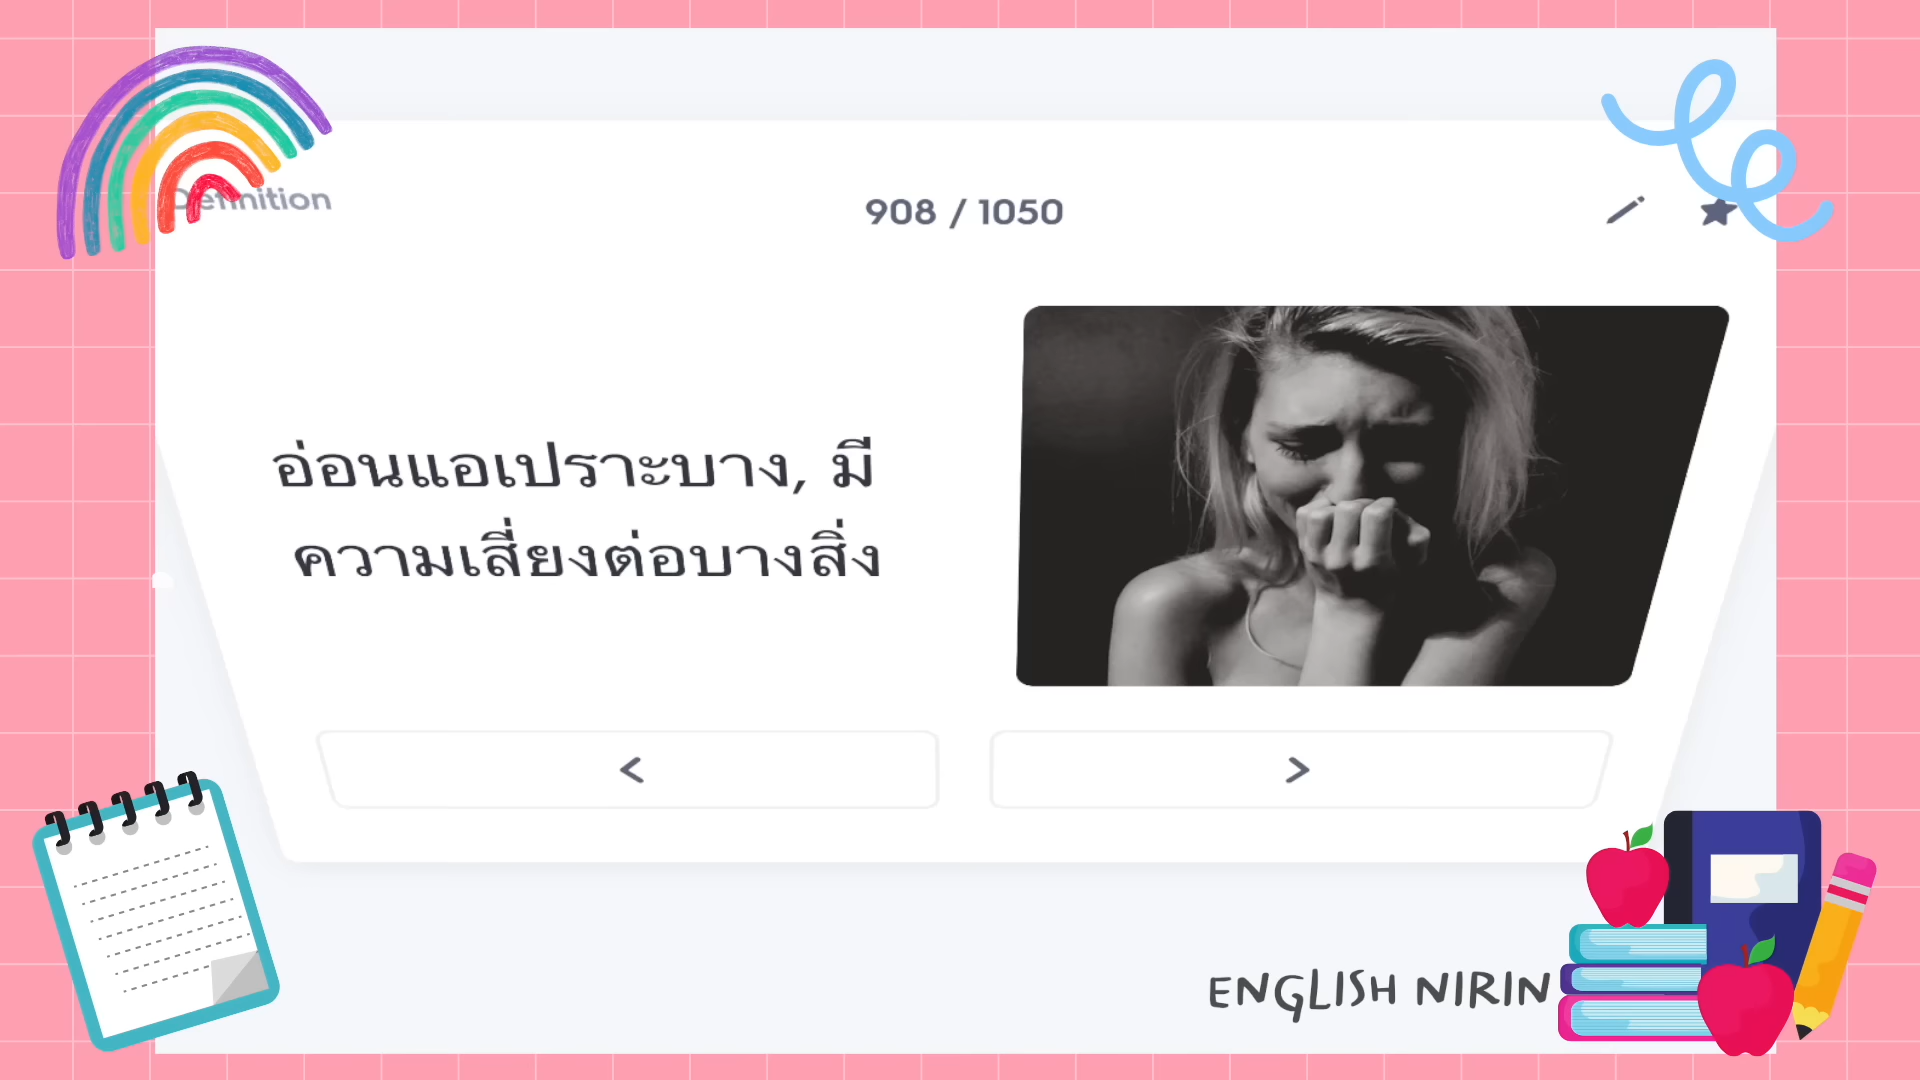 Definition
908 / 1050
อ่อนแอเปราะบาง, มี
ความเสี่ยงต่อบางสิ่ง
ENGLISH NIRIN